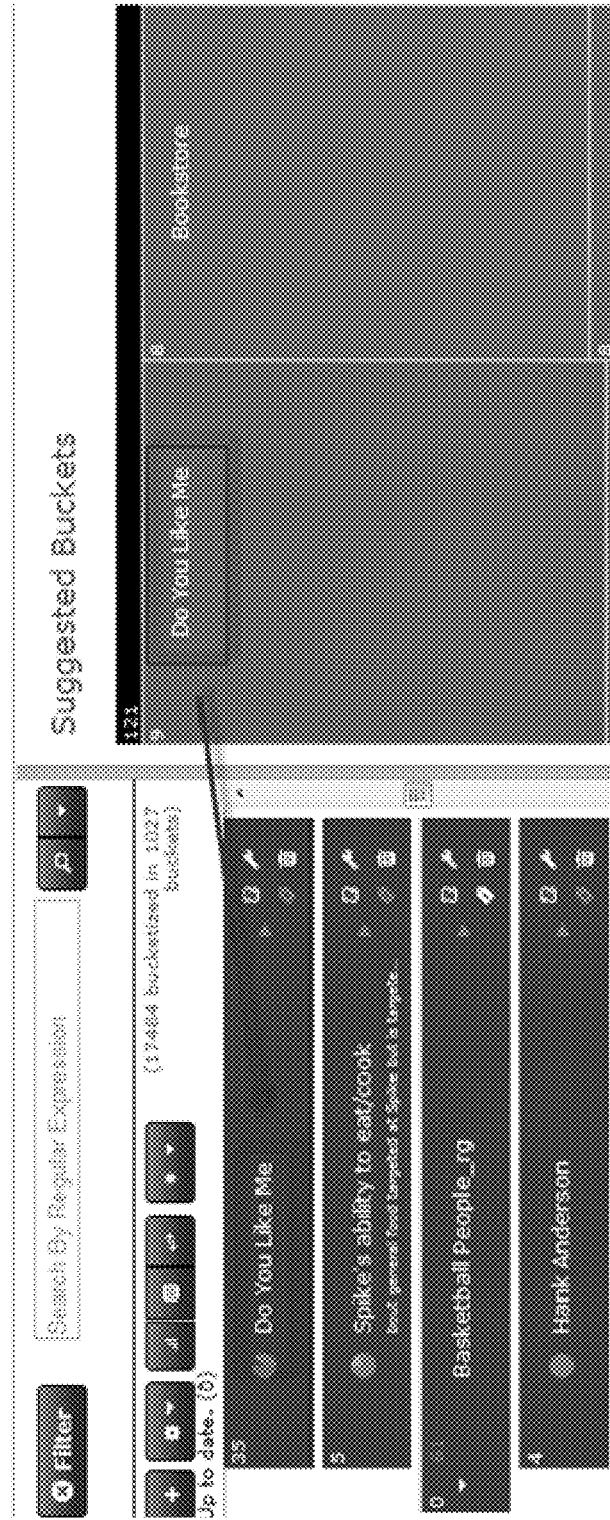 Filter
Search By Regular Expression
(17464 bucketized in 1027
buckets)
Up to date. (0)
35
Do You Like Me
5
Spike's ability to eat/cook
0
Basketball People_rg
4
Hank Anderson
Suggested Buckets
121
9
Do You Like Me
Bookstore